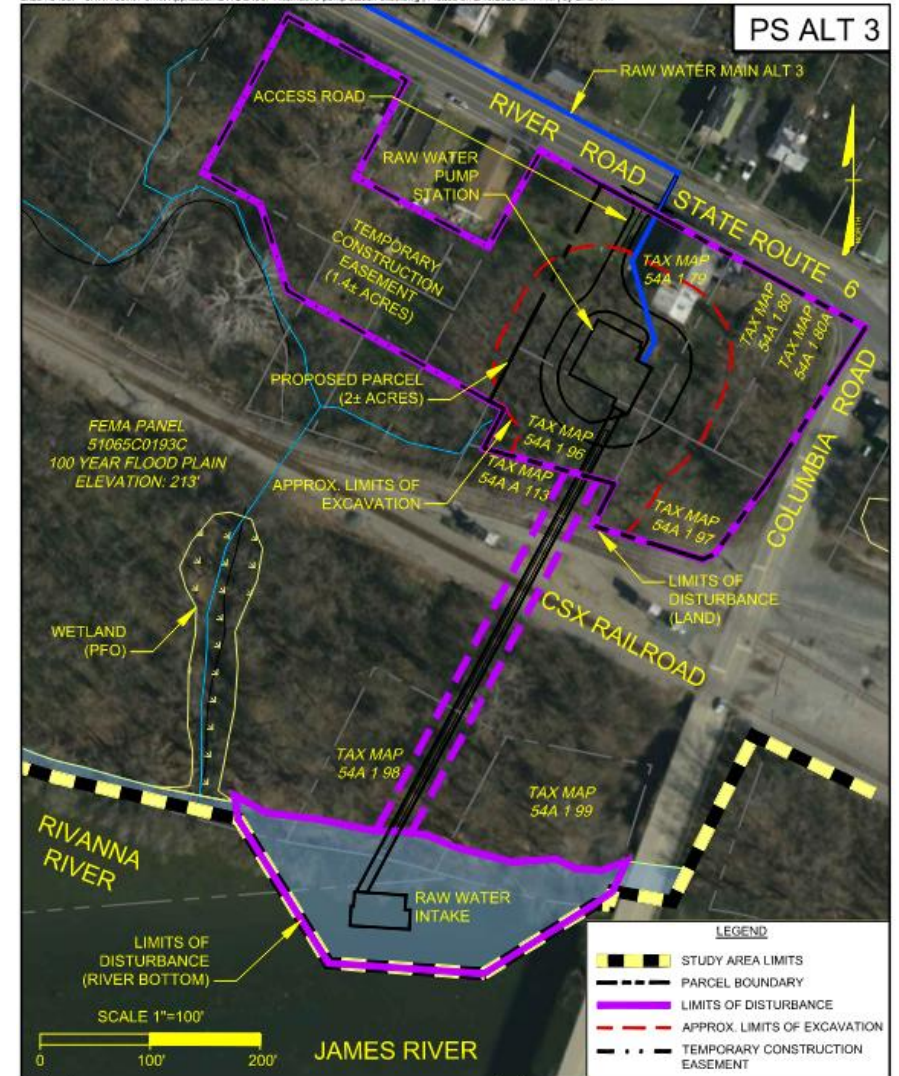 PS ALT 3
RAW WATER MAIN ALT 3
ACCESS ROAD
RIVER ROAD STATE ROUTE 6
RAW WATER
PUMP
STATION
TEMPORARY
CONSTRUCTION
EASEMENT
(1.4± ACRES)
TAX MAP
54A 1 79
TAX MAP
54A 1 80
TAX MAP
54A 1 80A
NORTH
PROPOSED PARCEL
(2± ACRES)
COLUMBIA ROAD
FEMA PANEL
51065C0193C
100 YEAR FLOOD PLAIN
ELEVATION: 213'
TAX MAP
54A 1 96
TAX MAP
54A A 113
APPROX. LIMITS OF
EXCAVATION
TAX MAP
54A 1 97
LIMITS OF
DISTURBANCE
(LAND)
CSX RAILROAD
WETLAND
(PFO)
TAX MAP
54A 1 98
TAX MAP
54A 1 99
RIVANNA
RIVER
RAW WATER
INTAKE
LIMITS OF
DISTURBANCE
(RIVER BOTTOM)
SCALE 1"=100'
0 100' 200'
JAMES RIVER
LEGEND
STUDY AREA LIMITS
PARCEL BOUNDARY
LIMITS OF DISTURBANCE
APPROX. LIMITS OF EXCAVATION
TEMPORARY CONSTRUCTION
EASEMENT